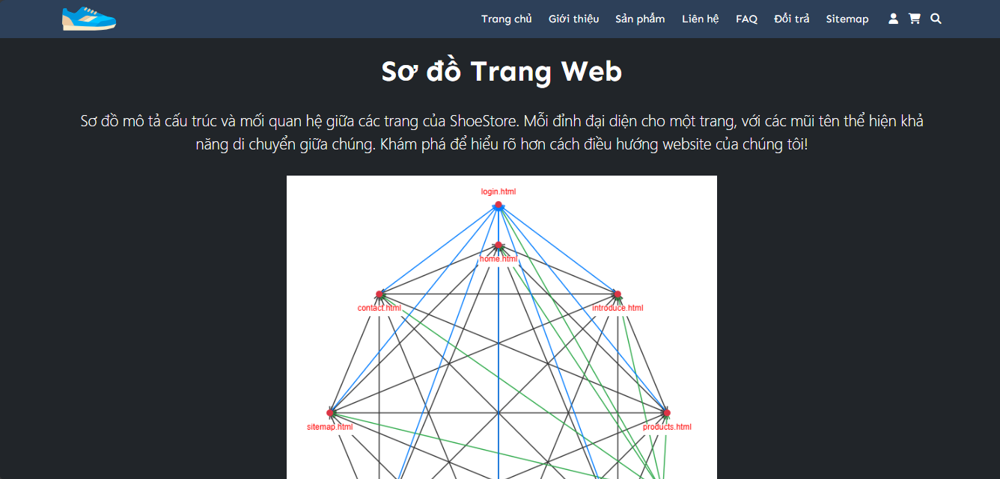 Trang chủ Giới thiệu Sản phẩm Liên hệ FAQ Đổi trả Sitemap
Sơ đồ Trang Web
Sơ đồ mô tả cấu trúc và mối quan hệ giữa các trang của ShoeStore. Mỗi đỉnh đại diện cho một trang, với các mũi tên thể hiện khả
năng di chuyển giữa chúng. Khám phá để hiểu rõ hơn cách điều hướng website của chúng tôi!
login.html
home.html
contact.html introduce.html
sitemap.html products.html